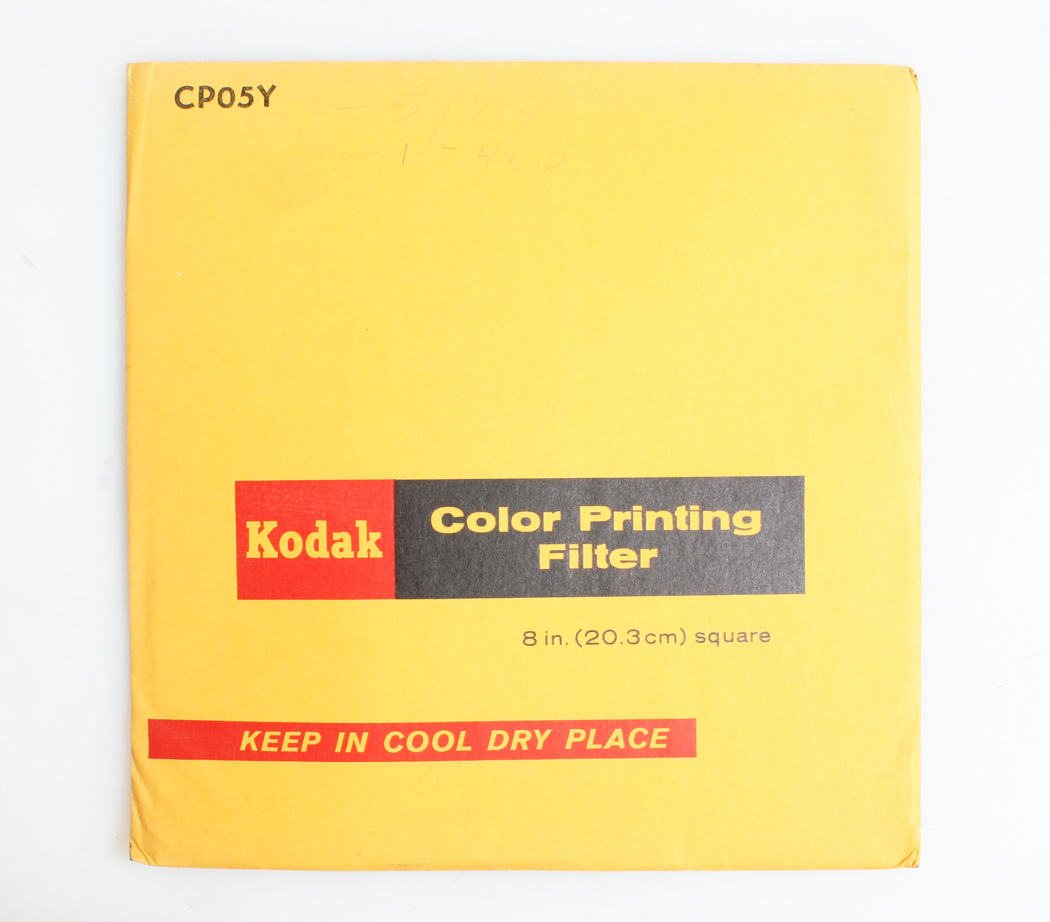 CP05Y
Kodak
Color Printing
Filter
8 in. (20.3 cm) square
KEEP IN COOL DRY PLACE